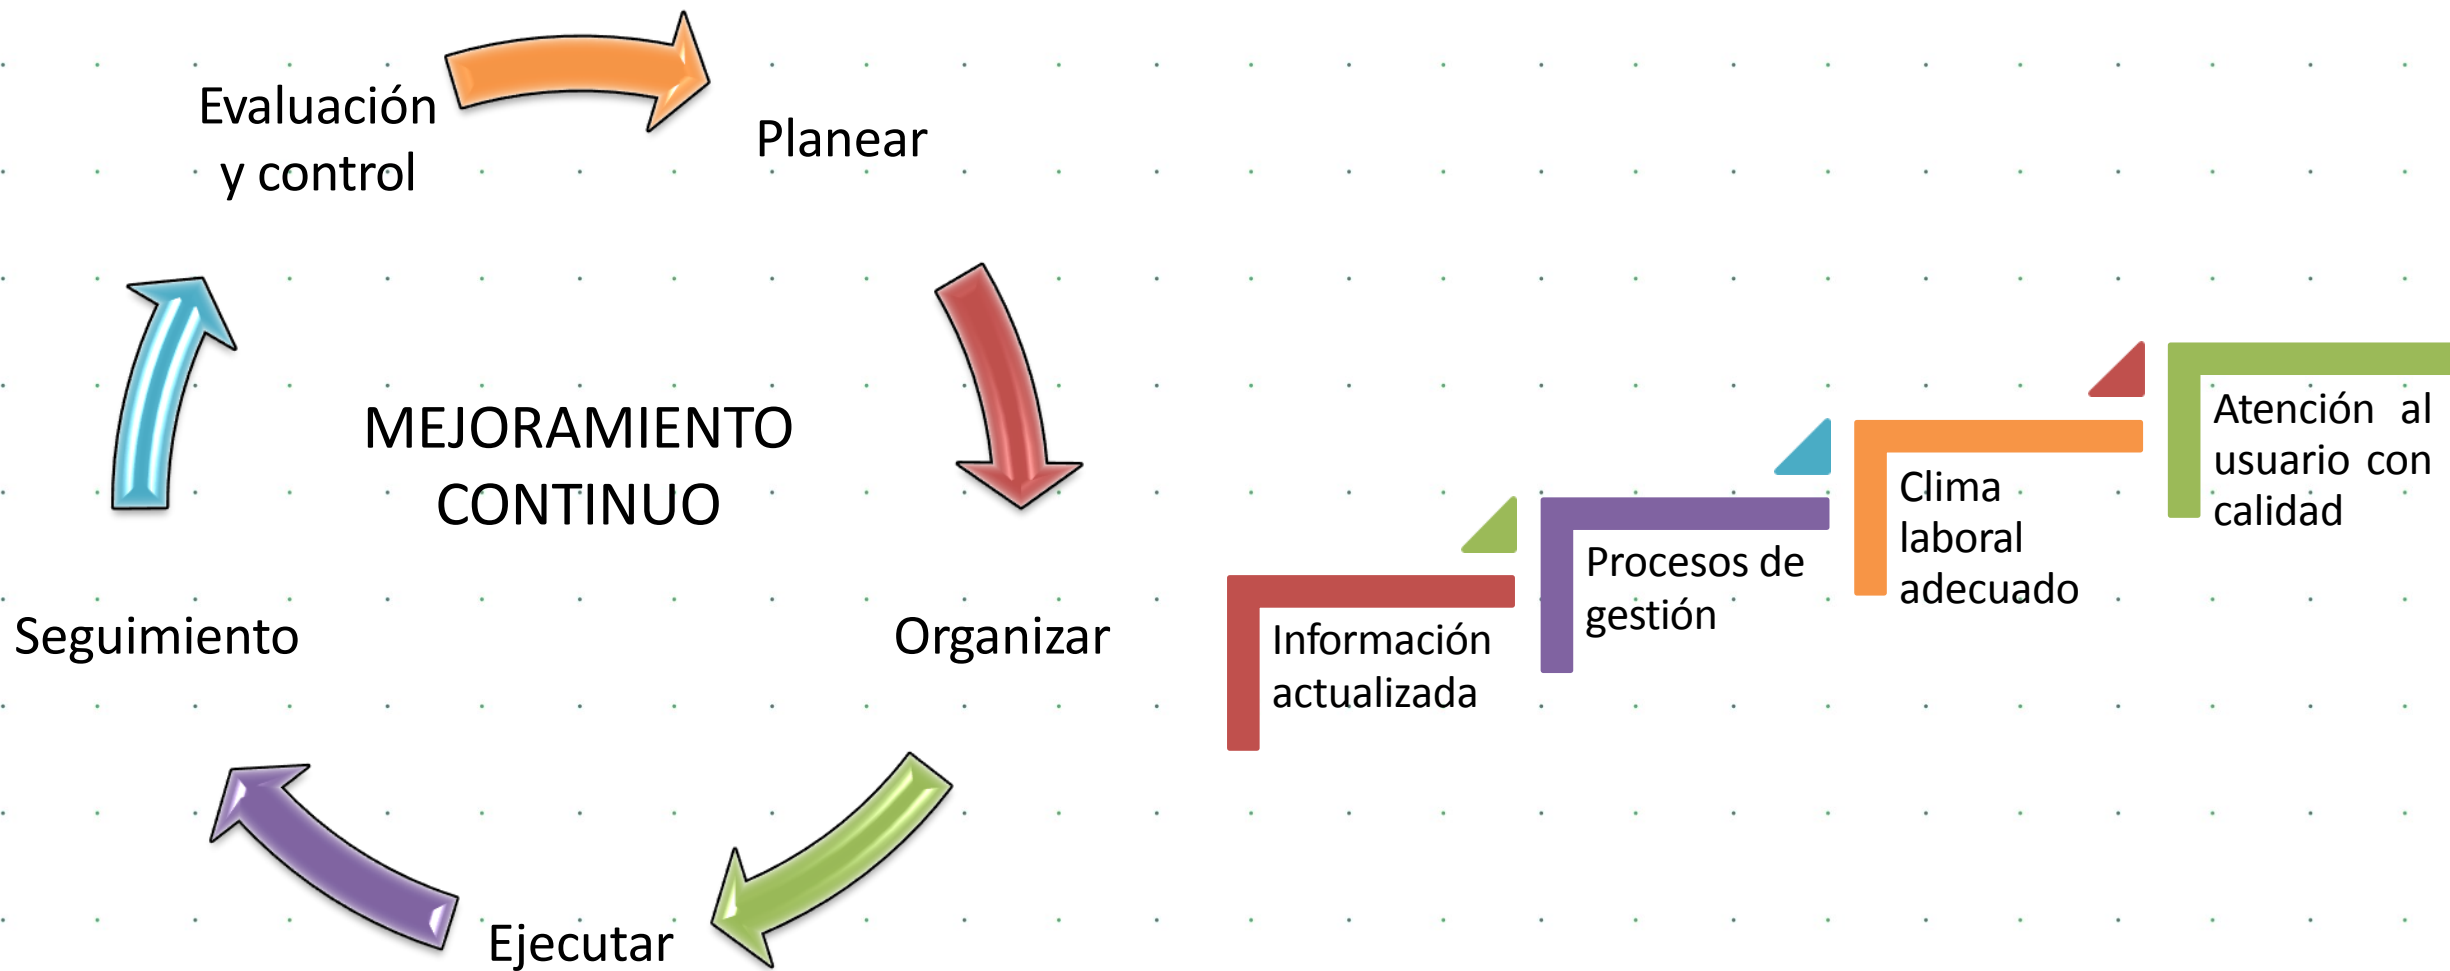 Evaluación
y control
Planear
MEJORAMIENTO
CONTINUO
Seguimiento
Organizar
Ejecutar
Información
actualizada
Procesos de
gestión
Clima
laboral
adecuado
Atención al
usuario con
calidad